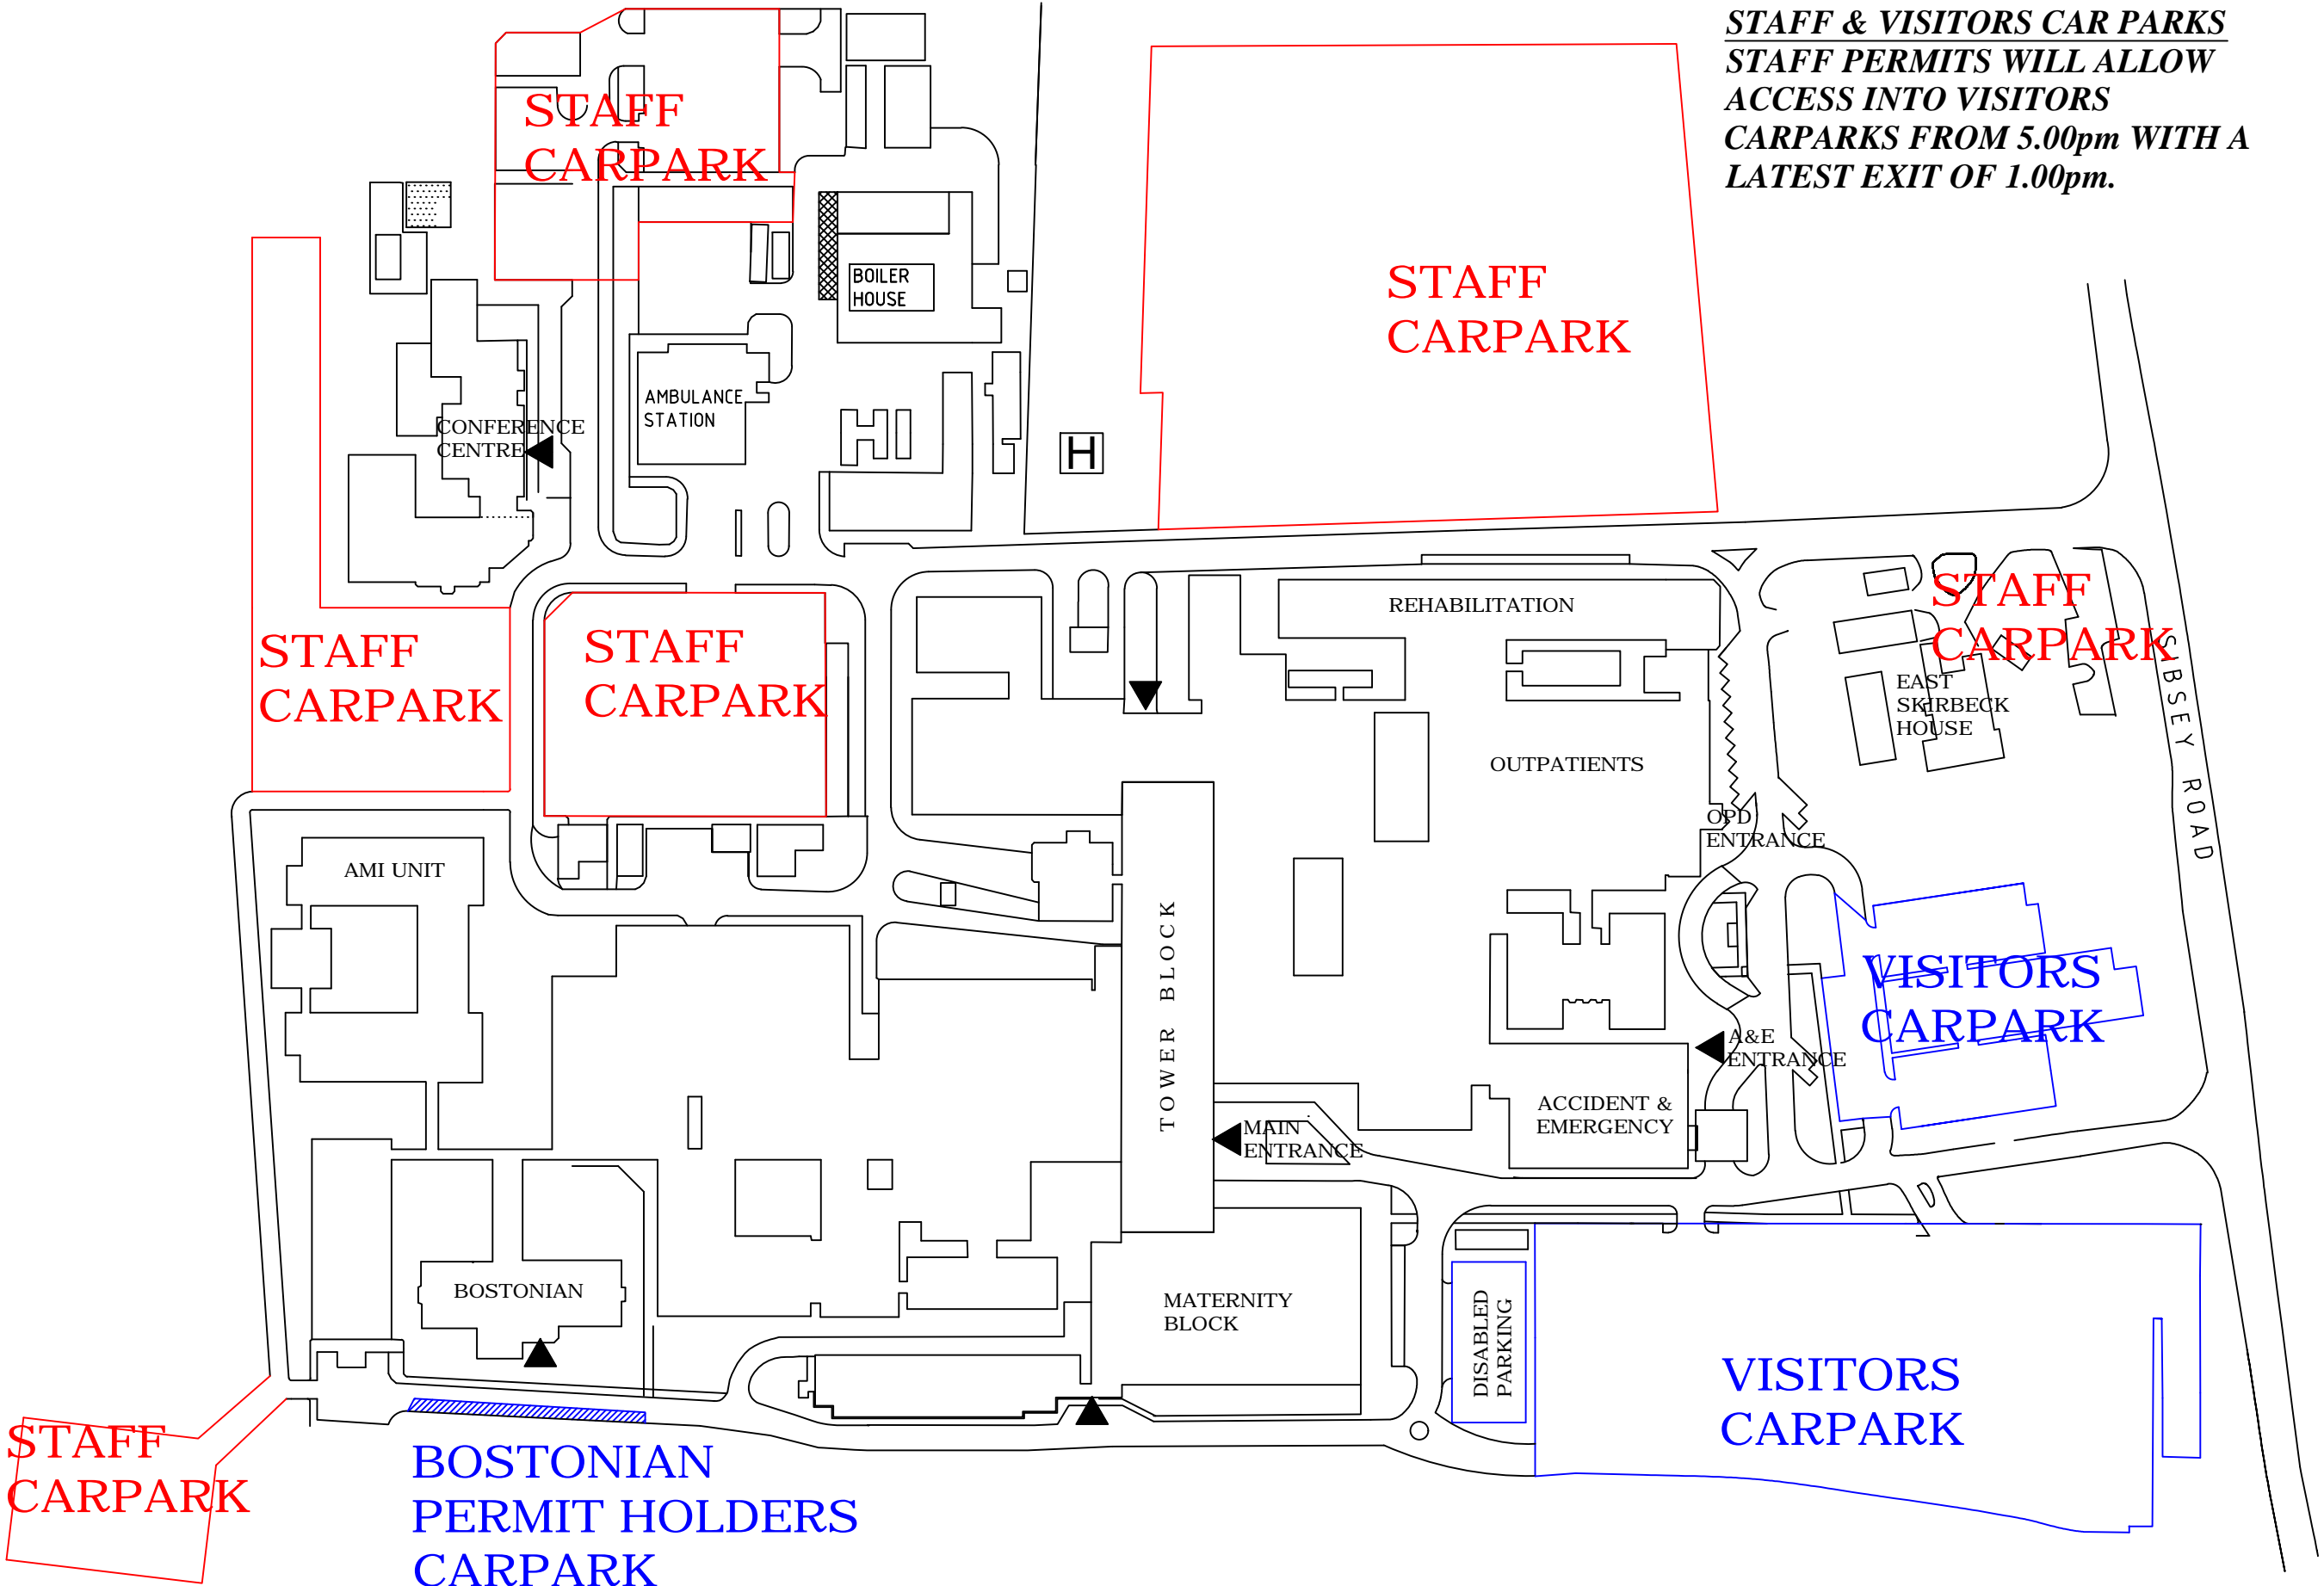 STAFF & VISITORS CAR PARKS
STAFF PERMITS WILL ALLOW
ACCESS INTO VISITORS
CARPARKS FROM 5.00pm WITH A
LATEST EXIT OF 1.00pm.
STAFF
CARPARK
STAFF
CARPARK
BOILER
HOUSE
AMBULANCE
STATION
CONFERENCE
CENTRE
H
STAFF
CARPARK
STAFF
CARPARK
REHABILITATION
STAFF
CARPARK
EAST
SKIRBECK
HOUSE
SIBSEY ROAD
OUTPATIENTS
OPD
ENTRANCE
AMI UNIT
TOWER BLOCK
VISITORS
CARPARK
A&E
ENTRANCE
ACCIDENT &
EMERGENCY
MAIN
ENTRANCE
BOSTONIAN
MATERNITY
BLOCK
DISABLED
PARKING
VISITORS
CARPARK
STAFF
CARPARK
BOSTONIAN
PERMIT HOLDERS
CARPARK